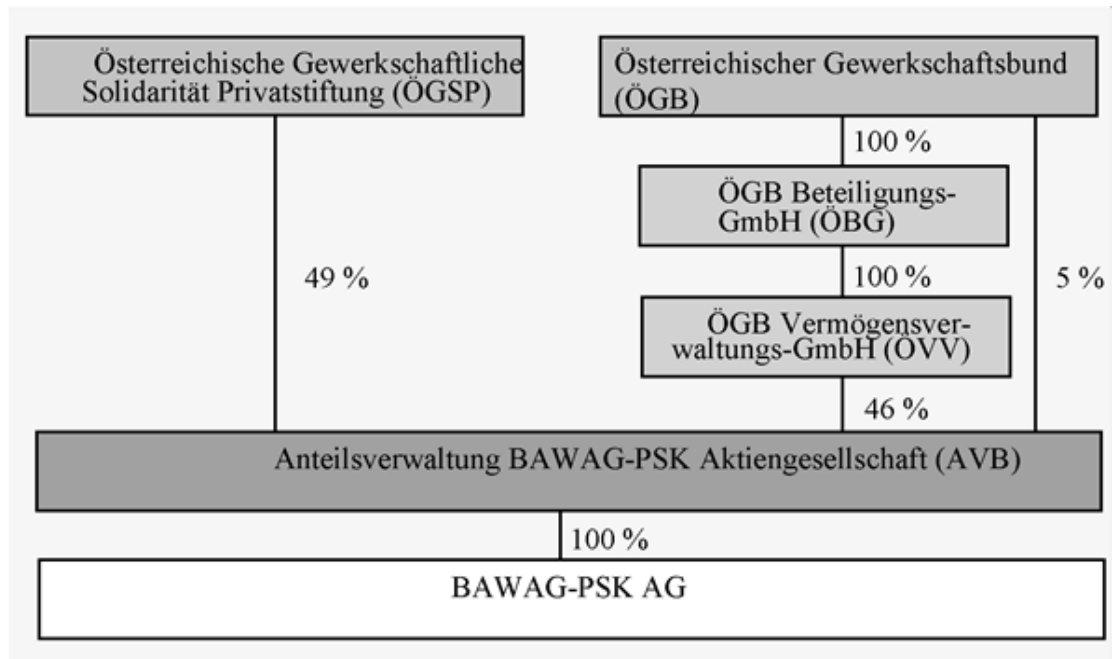 Österreichische Gewerkschaftliche
Solidarität Privatstiftung (ÖGSP)
Österreichischer Gewerkschaftsbund
(ÖGB)
100 %
ÖGB Beteiligungs-
GmbH (ÖBG)
49 %
100 %
5 %
ÖGB Vermögensver-
waltungs-GmbH (ÖVV)
46 %
Anteilsverwaltung BAWAG-PSK Aktiengesellschaft (AVB)
100 %
BAWAG-PSK AG